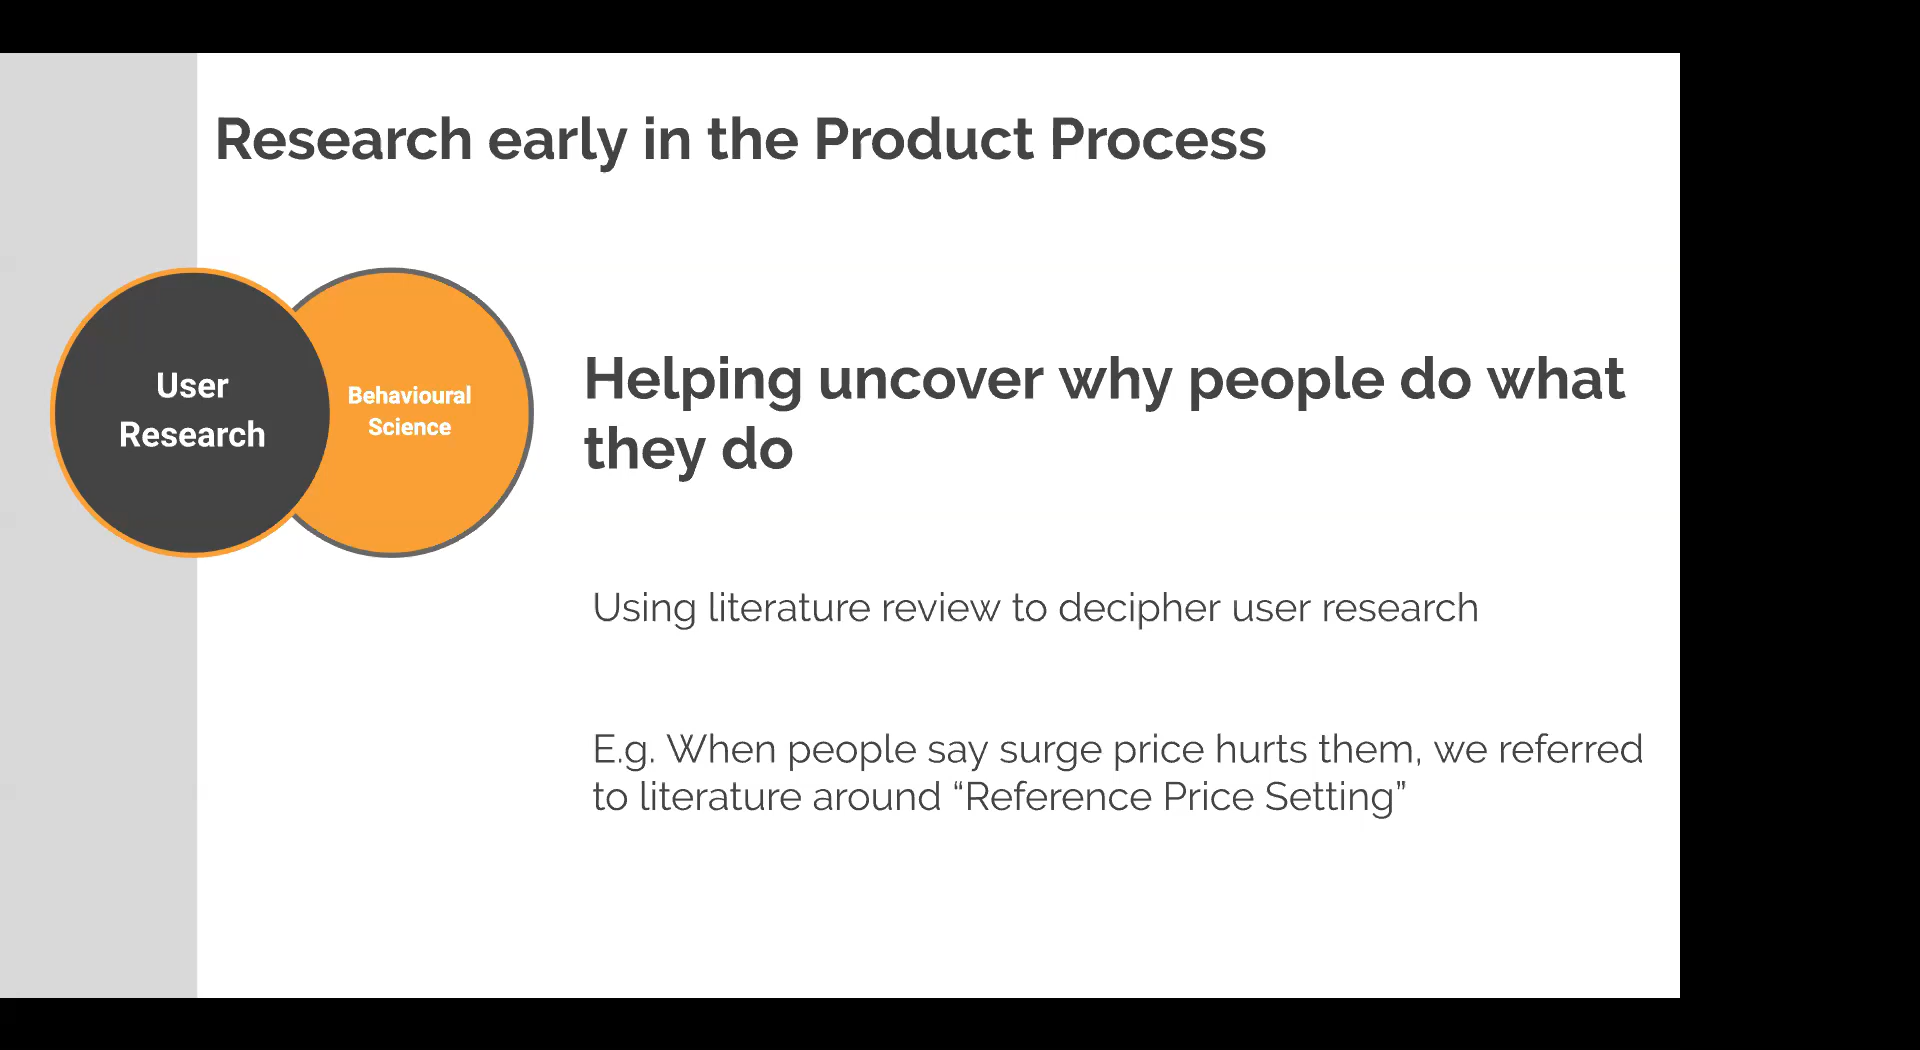 Research early in the Product Process
User
Research
Behavioural
Science
Helping uncover why people do what
they do
Using literature review to decipher user research
E.g. When people say surge price hurts them, we referred
to literature around “Reference Price Setting”